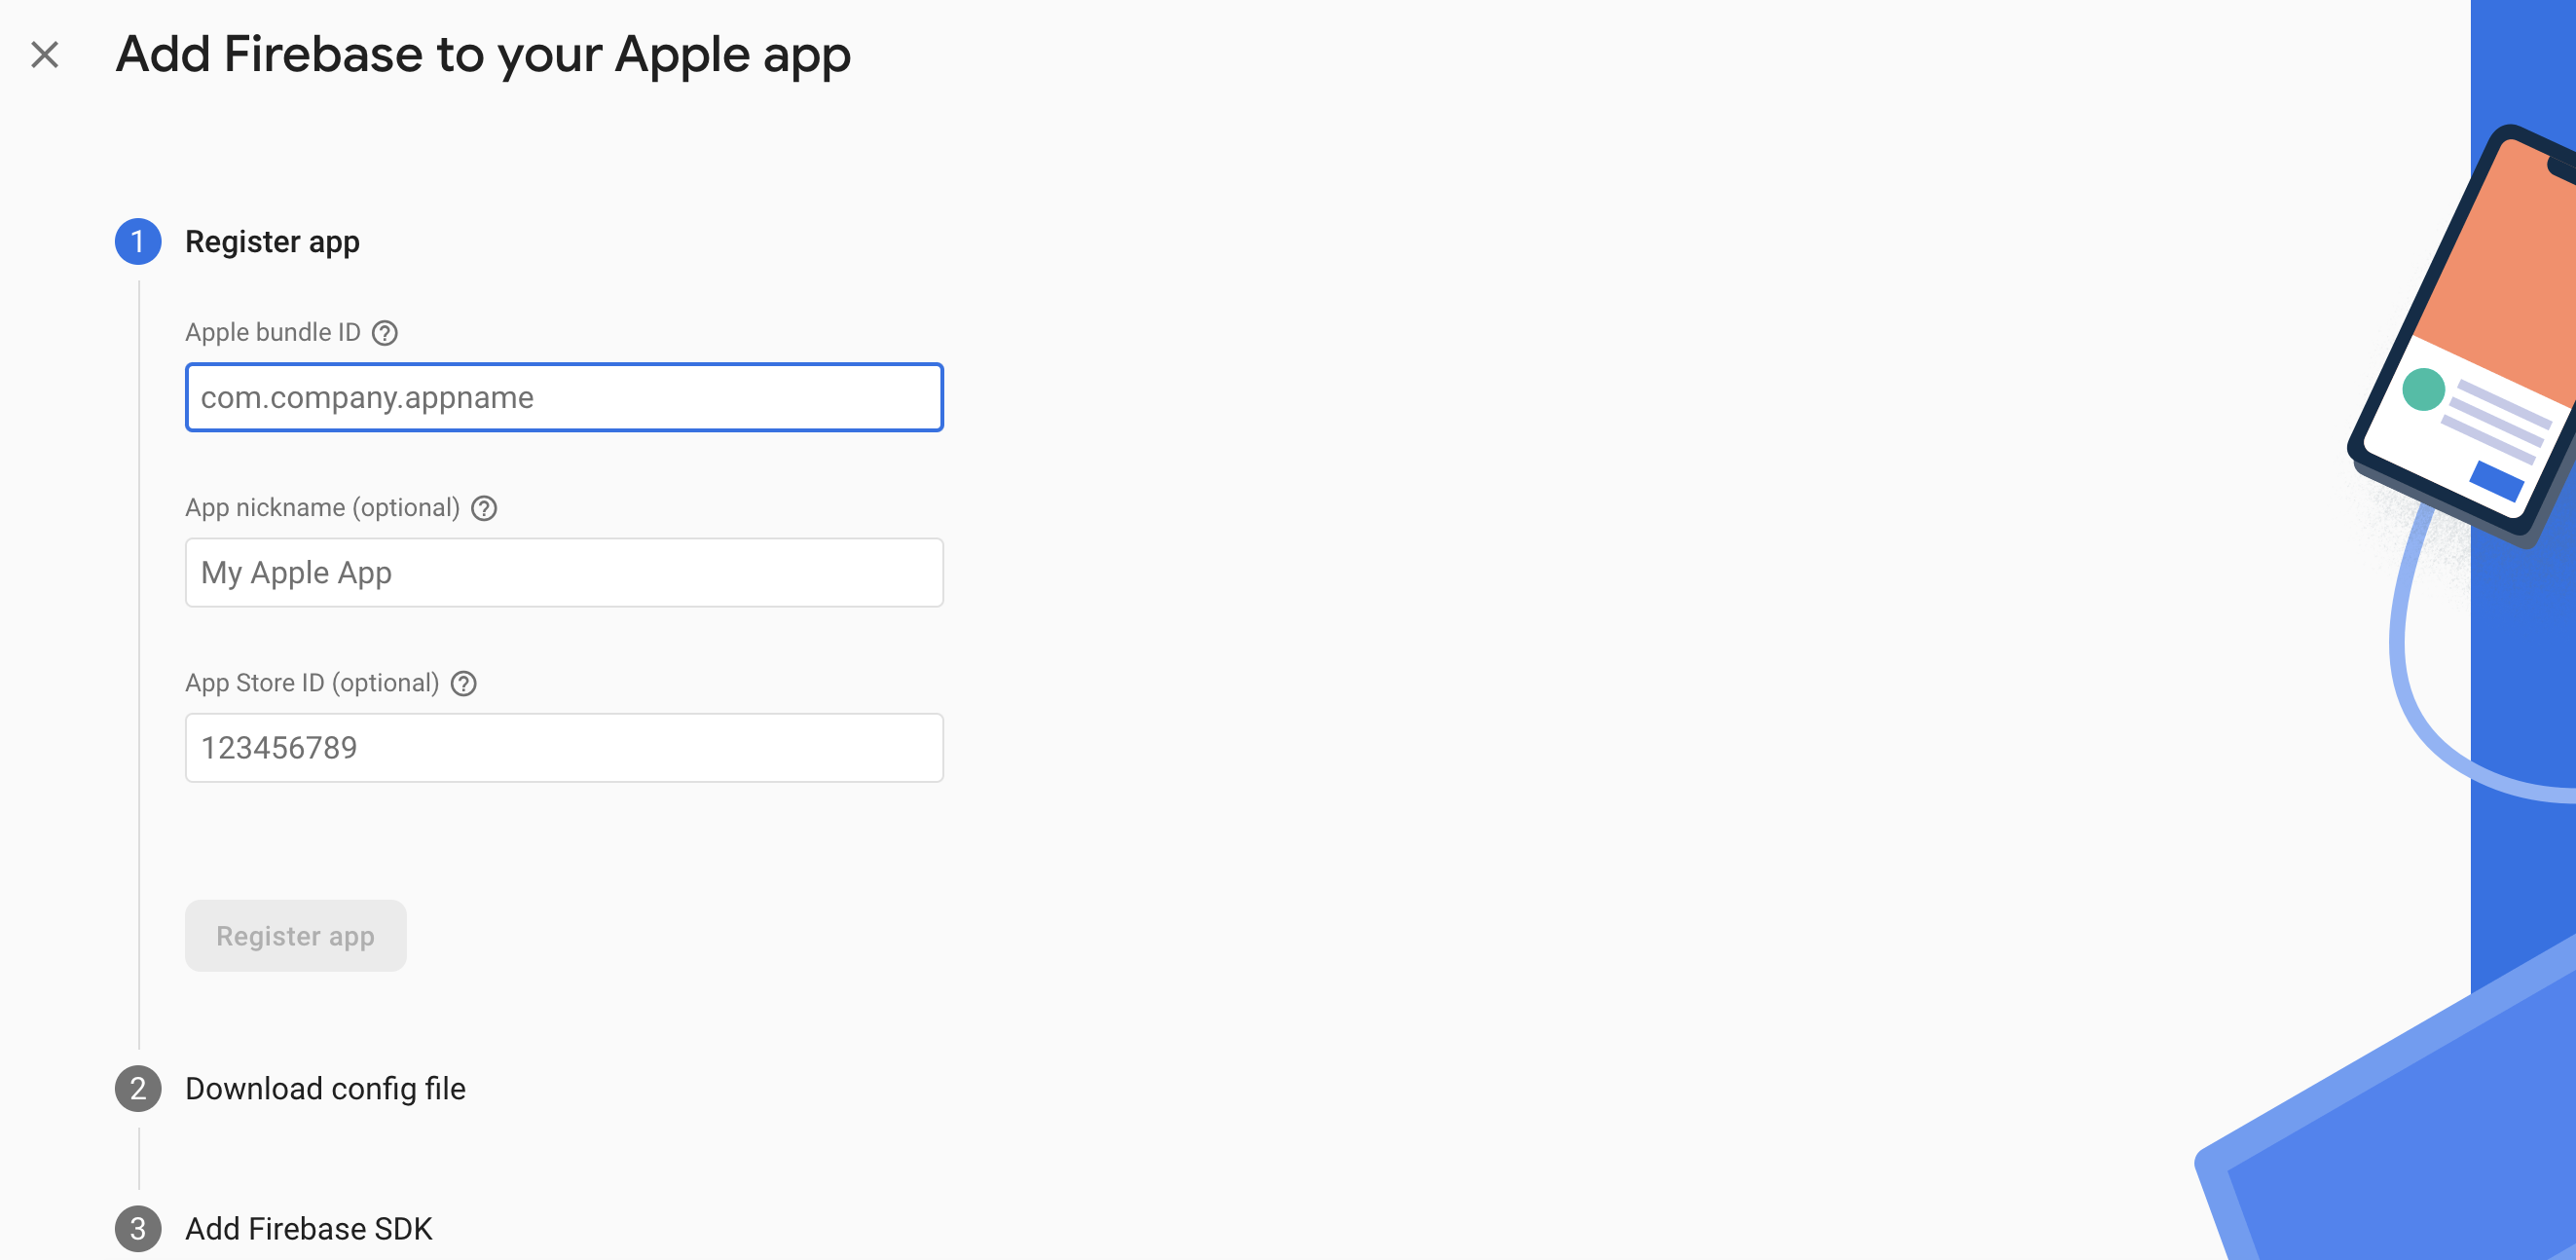 Add Firebase to your Apple app
1 Register app
Apple bundle ID ?
com.company.appname
App nickname (optional) ?
My Apple App
App Store ID (optional) ?
123456789
Register app
2 Download config file
3 Add Firebase SDK